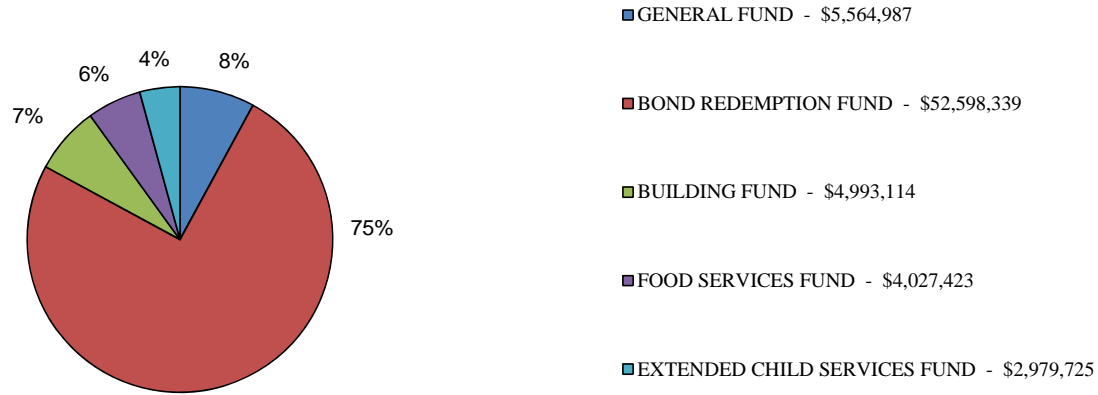 GENERAL FUND - $5,564,987
4%
8%
6%
BOND REDEMPTION FUND - $52,598,339
7%
BUILDING FUND - $4,993,114
75%
FOOD SERVICES FUND - $4,027,423
EXTENDED CHILD SERVICES FUND - $2,979,725